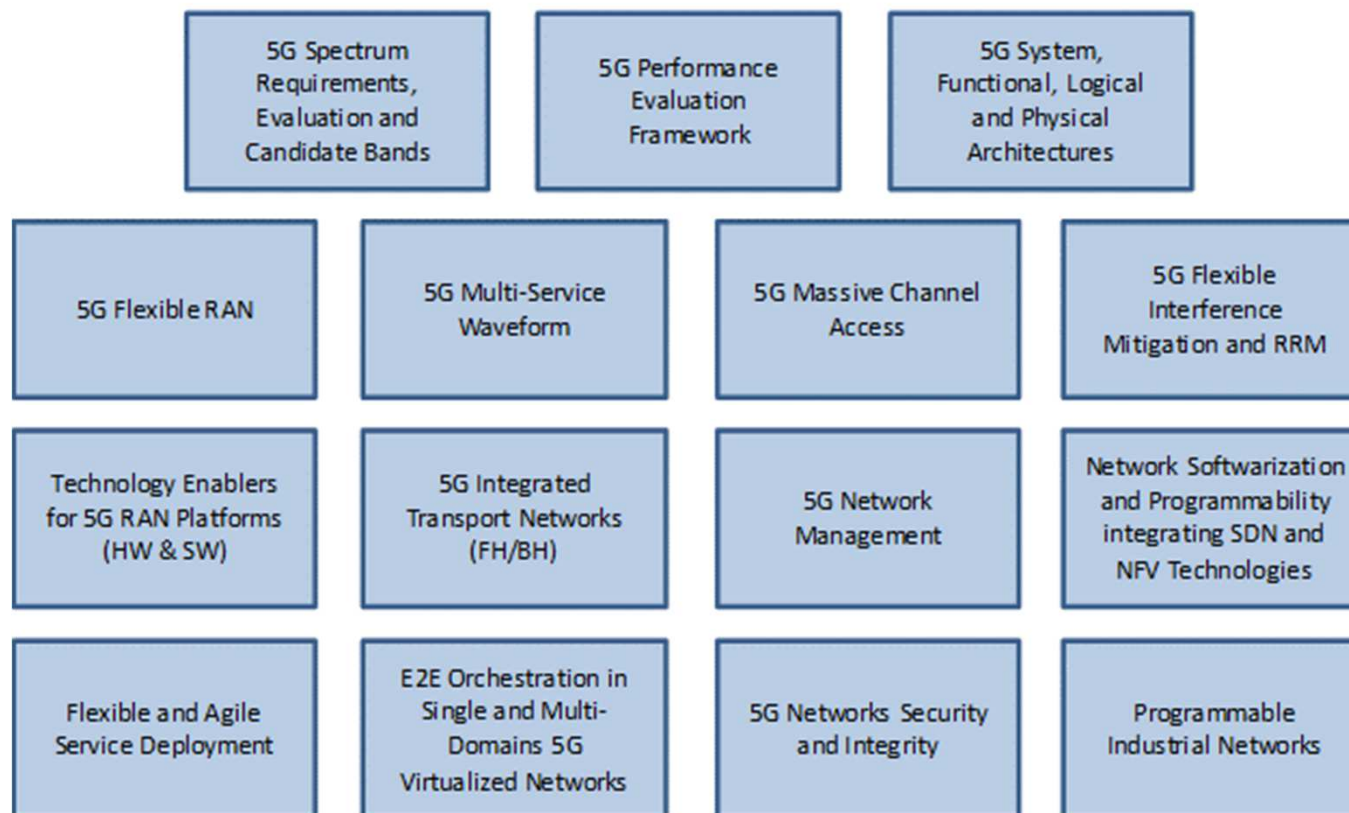 5G Spectrum
Requirements,
Evaluation and
Candidate Bands
5G Performance
Evaluation
Framework
5G System,
Functional, Logical
and Physical
Architectures
5G Flexible RAN
5G Multi-Service
Waveform
5G Massive Channel
Access
5G Flexible
Interference
Mitigation and RRM
Technology Enablers
for 5G RAN Platforms
(HW & SW)
5G Integrated
Transport Networks
(FH/BH)
5G Network
Management
Network Softwarization
and Programmability
integrating SDN and
NFV Technologies
Flexible and Agile
Service Deployment
E2E Orchestration in
Single and Multi-
Domains 5G
Virtualized Networks
5G Networks Security
and Integrity
Programmable
Industrial Networks